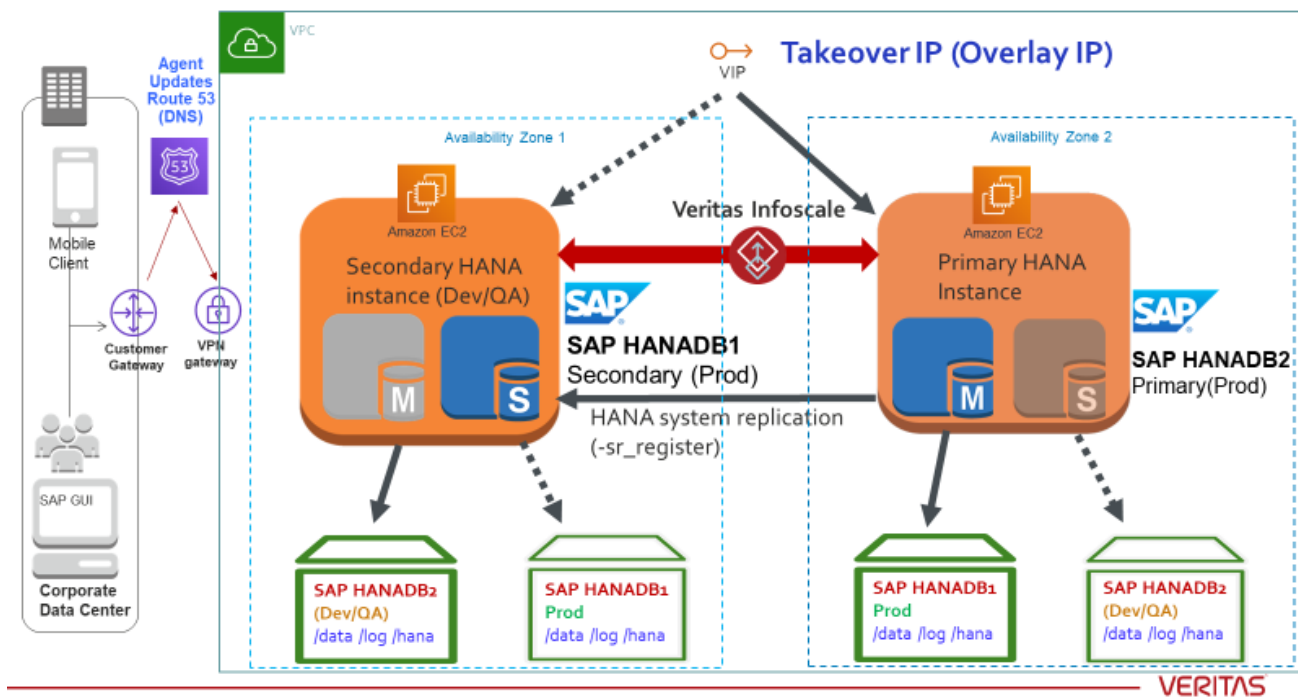 VPC
Takeover IP (Overlay IP)
VIP
Agent
Updates
Route 53
(DNS)
53
Mobile
Client
Customer
Gateway
VPN
gateway
SAP GUI
Corporate
Data Center
Availability Zone 1
Availability Zone 2
Amazon EC2
Secondary HANA
instance (Dev/QA)
M
S
Veritas Infoscale
SAP
SAP HANADB1
Secondary (Prod)
HANA system replication
(-sr_register)
Amazon EC2
Primary HANA
Instance
M
S
SAP
SAP HANADB2
Primary(Prod)
SAP HANADB2
(Dev/QA)
/data /log /hana
SAP HANADB1
Prod
/data /log /hana
SAP HANADB1
Prod
/data /log /hana
SAP HANADB2
(Dev/QA)
/data /log /hana
VERITAS